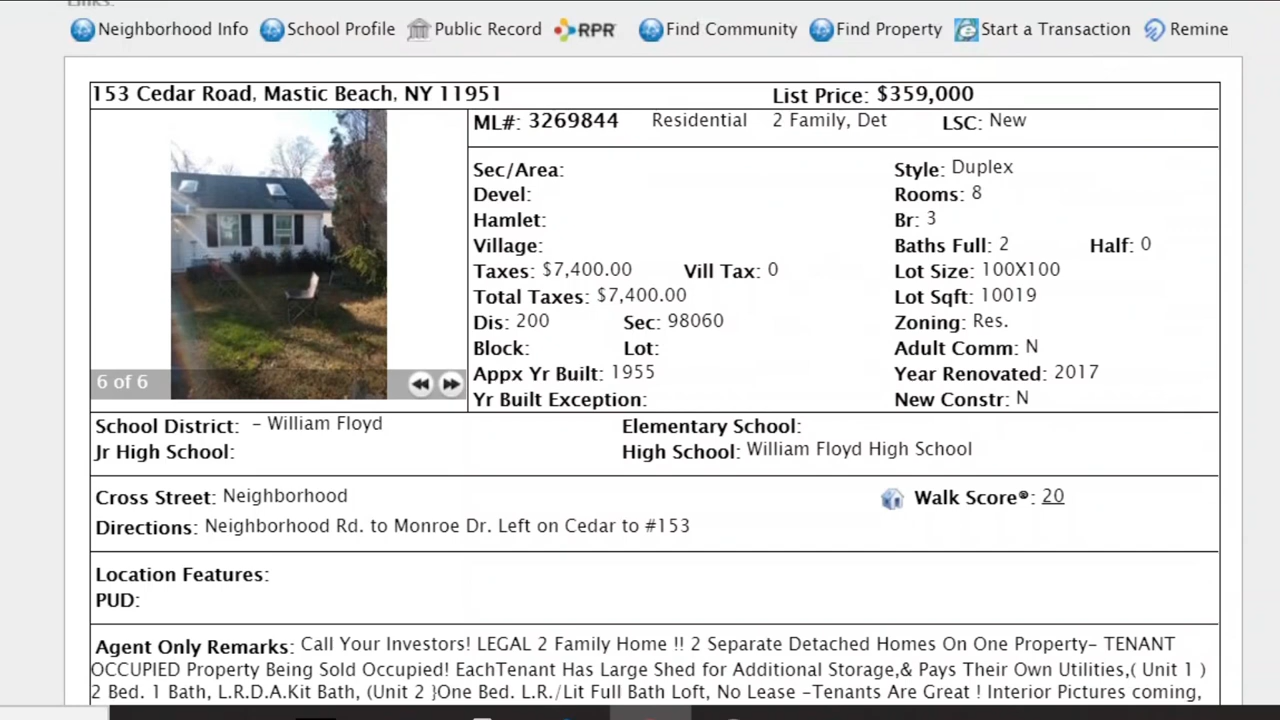 Links:
Neighborhood Info School Profile Public Record RPR Find Community Find Property Start a Transaction Remine
153 Cedar Road, Mastic Beach, NY 11951 List Price: $359,000
ML#: 3269844 Residential 2 Family, Det LSC: New
Sec/Area: Style: Duplex
Devel: Rooms: 8
Hamlet: Br: 3
Village: Baths Full: 2 Half: 0
Taxes: $7,400.00 Vill Tax: 0 Lot Size: 100X100
Total Taxes: $7,400.00 Lot Sqft: 10019
Dis: 200 Sec: 98060 Zoning: Res.
Block: Lot: Adult Comm: N
6 of 6 Appx Yr Built: 1955 Year Renovated: 2017
Yr Built Exception: New Constr: N
School District: - William Floyd Elementary School:
Jr High School: High School: William Floyd High School
Cross Street: Neighborhood Walk Score®: 20
Directions: Neighborhood Rd. to Monroe Dr. Left on Cedar to #153
Location Features:
PUD:
Agent Only Remarks: Call Your Investors! LEGAL 2 Family Home !! 2 Separate Detached Homes On One Property- TENANT
OCCUPIED Property Being Sold Occupied! EachTenant Has Large Shed for Additional Storage,& Pays Their Own Utilities,( Unit 1 )
2 Bed. 1 Bath, L.R.D.A.Kit Bath, (Unit 2 }One Bed. L.R./Lit Full Bath Loft, No Lease -Tenants Are Great ! Interior Pictures coming,